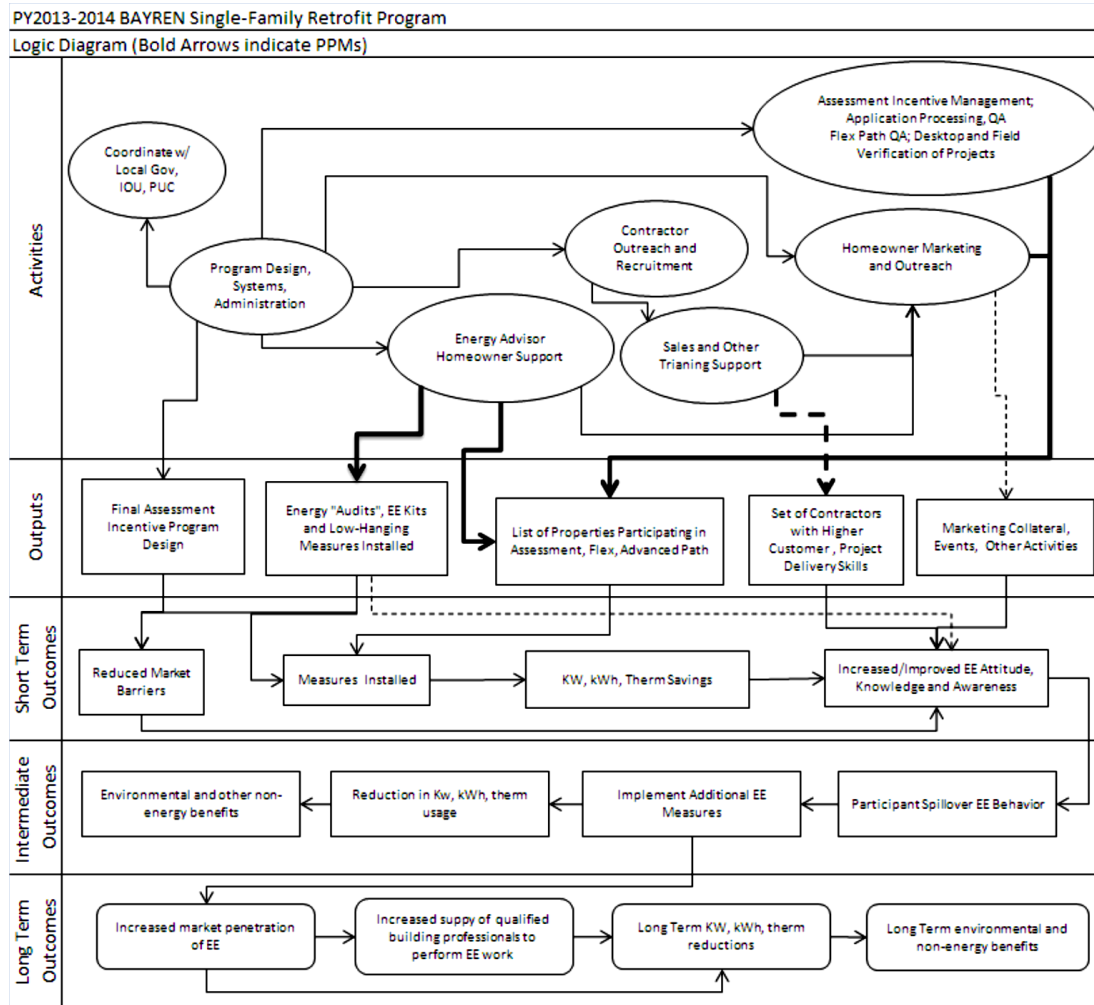 PY2013-2014 BAYREN Single-Family Retrofit Program
Logic Diagram (Bold Arrows indicate PPMs)
Activities
Assessment Incentive Management;
Application Processing, QA
Flex Path QA; Desktop and Field
Verification of Projects
Coordinate w/
Local Gov,
IOU, PUC
Contractor
Outreach and
Recruitment
Homeowner Marketing
and Outreach
Program Design,
Systems,
Administration
Energy Advisor
Homeowner Support
Sales and Other
Trianing Support
Outputs
Final Assessment
Incentive Program
Design
Energy "Audits", EE Kits
and Low-Hanging
Measures Installed
List of Properties Participating in
Assessment, Flex, Advanced Path
Set of Contractors
with Higher
Customer , Project
Delivery Skills
Marketing Collateral,
Events, Other Activities
Short Term
Outcomes
Reduced Market
Barriers
Measures Installed
KW, kWh, Therm Savings
Increased/Improved EE Attitude,
Knowledge and Awareness
Intermediate
Outcomes
Environmental and other non-
energy benefits
Reduction in Kw, kWh, therm
usage
Implement Additional EE
Measures
Participant Spillover EE Behavior
Long Term
Outcomes
Increased market penetration
of EE
Increased suppy of qualified
building professionals to
perform EE work
Long Term KW, kWh, therm
reductions
Long Term environmental and
non-energy benefits